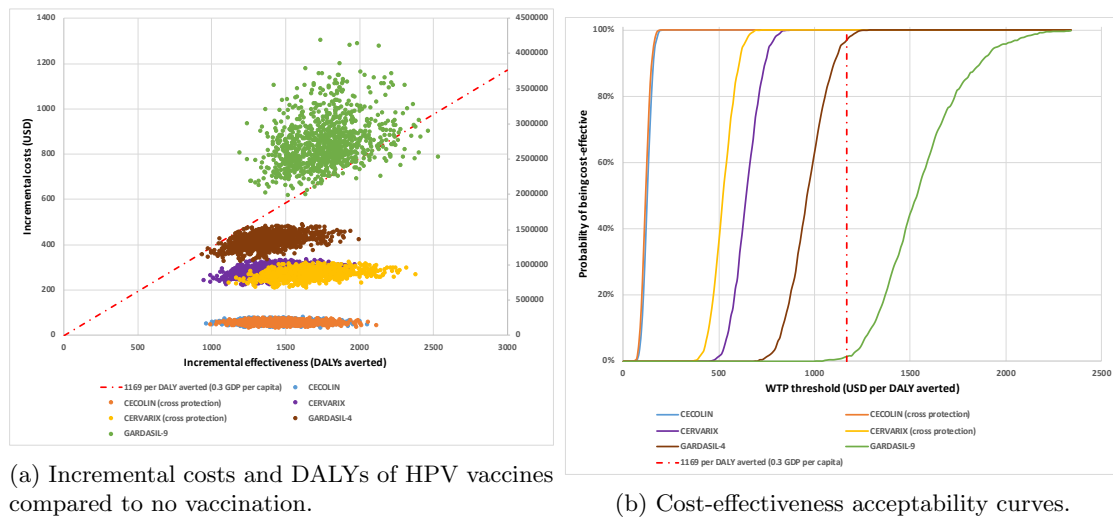 1400
1200
1000
800
600
400
200
0
Incremental costs (USD)
4500000
4000000
3500000
3000000
2500000
2000000
1500000
1000000
500000
0
0 500 1000 1500 2000 2500 3000
Incremental effectiveness (DALYs averted)
1169 per DALY averted (0.3 GDP per capita) CECOLIN
CECOLIN (cross protection) CERVARIX
CERVARIX (cross protection) GARDASIL-4
GARDASIL-9
(a) Incremental costs and DALYs of HPV vaccines
compared to no vaccination.
100%
80%
60%
40%
20%
0%
Probability of being cost-effective
0 500 1000 1500 2000 2500
WTP threshold (USD per DALY averted)
CECOLIN CECOLIN (cross protection)
CERVARIX CERVARIX (cross protection)
GARDASIL-4 GARDASIL-9
1169 per DALY averted (0.3 GDP per capita)
(b) Cost-effectiveness acceptability curves.